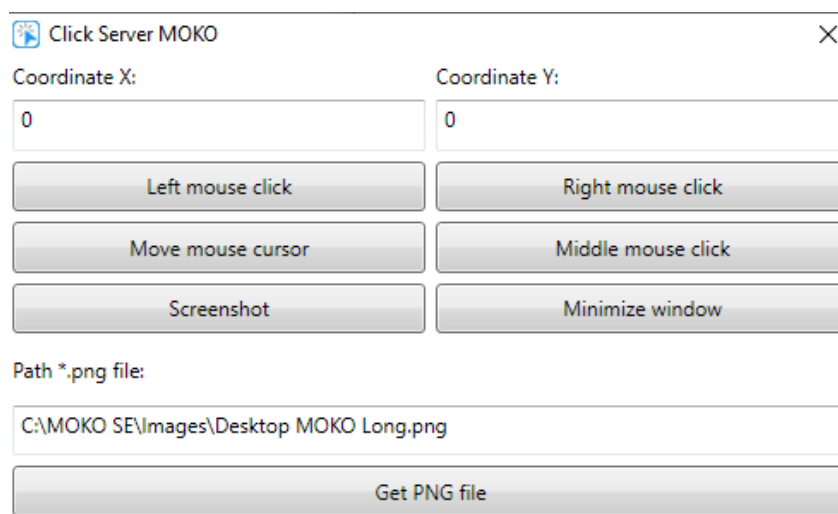 Click Server MOKO
Coordinate X: Coordinate Y:
0 0
Left mouse click Right mouse click
Move mouse cursor Middle mouse click
Screenshot Minimize window
Path *.png file:
C:\MOKO SE\Images\Desktop MOKO Long.png
Get PNG file